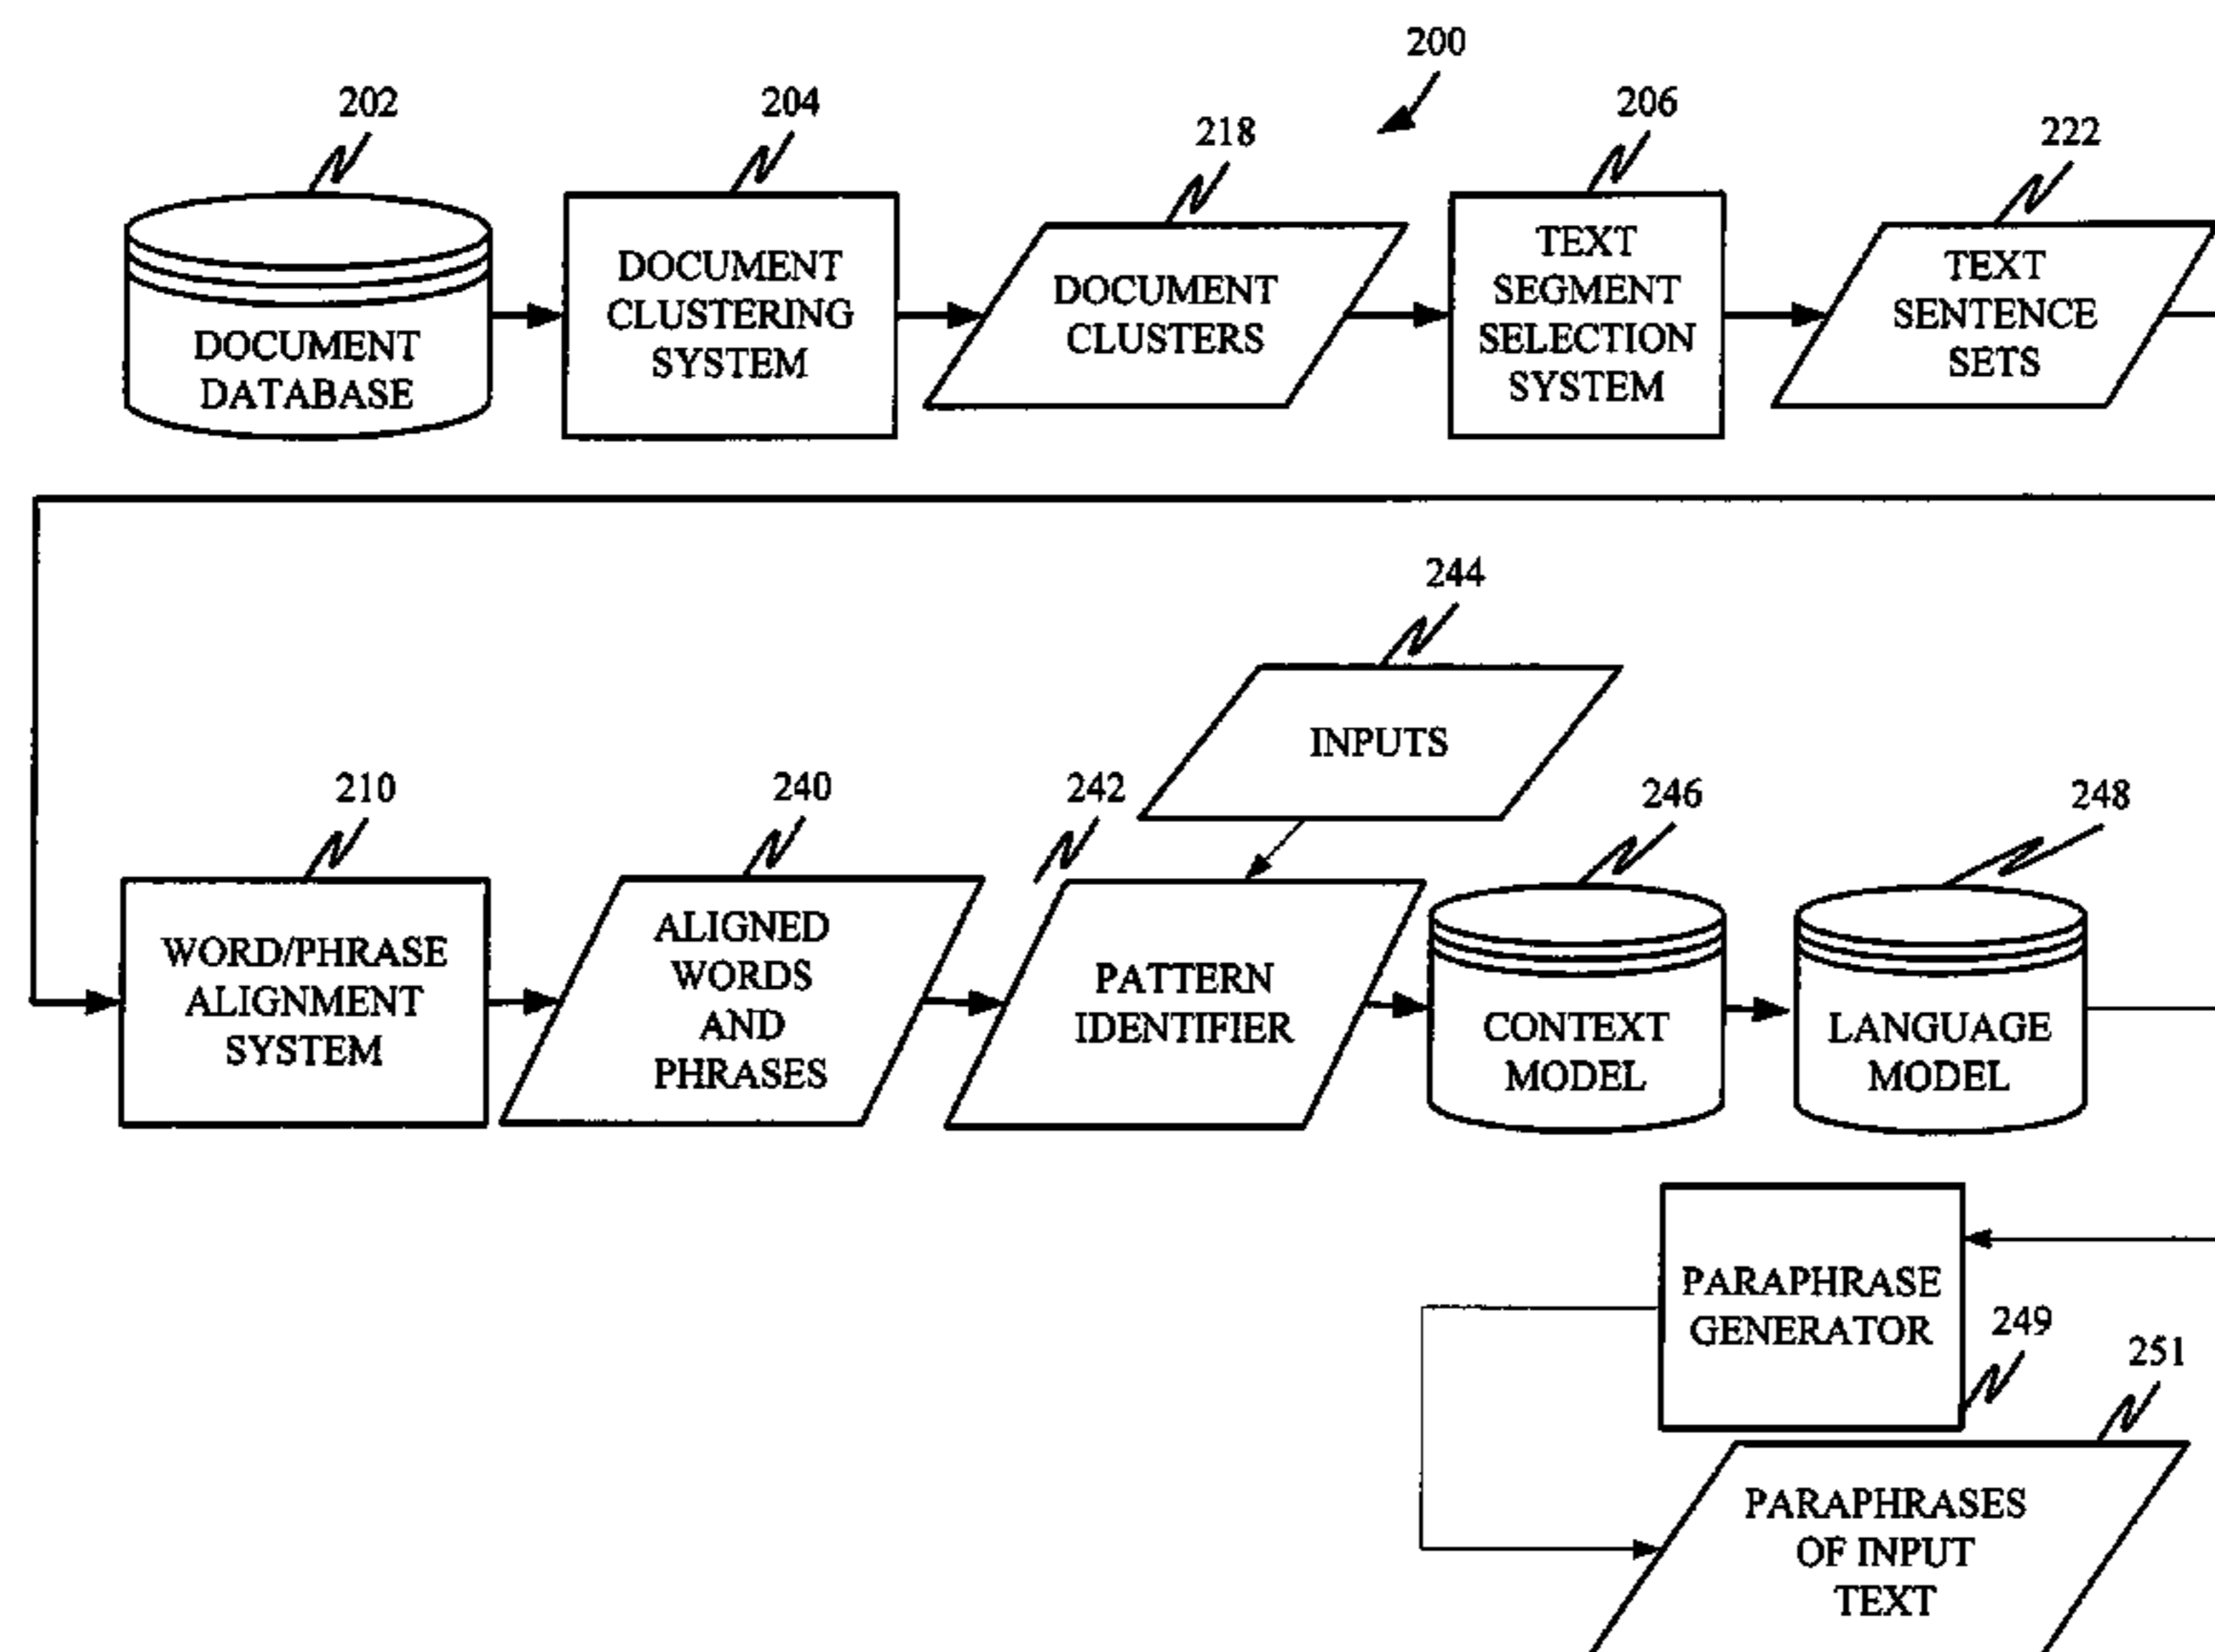 200
202
204
218
206
222
DOCUMENT
DATABASE
DOCUMENT
CLUSTERING
SYSTEM
DOCUMENT
CLUSTERS
TEXT
SEGMENT
SELECTION
SYSTEM
TEXT
SENTENCE
SETS
244
INPUTS
210
240
242
246
248
WORD/PHRASE
ALIGNMENT
SYSTEM
ALIGNED
WORDS
AND
PHRASES
PATTERN
IDENTIFIER
CONTEXT
MODEL
LANGUAGE
MODEL
PARAPHRASE
GENERATOR
249
251
PARAPHRASES
OF INPUT
TEXT